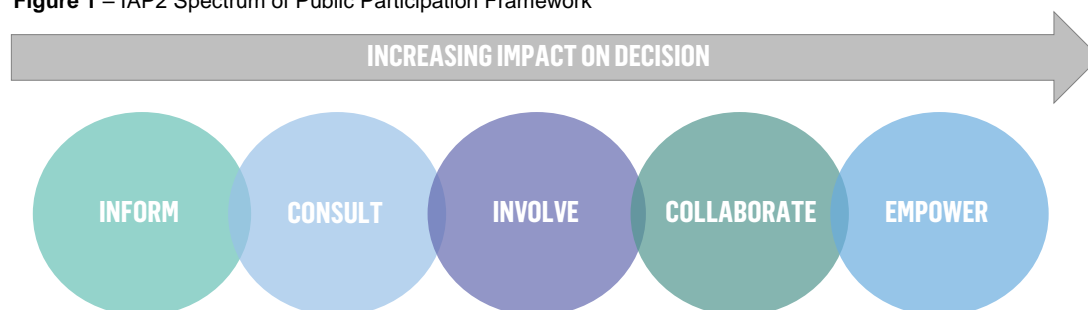 Figure 1 – IAP2 Spectrum of Public Participation Framework
INCREASING IMPACT ON DECISION
INFORM CONSULT INVOLVE COLLABORATE EMPOWER